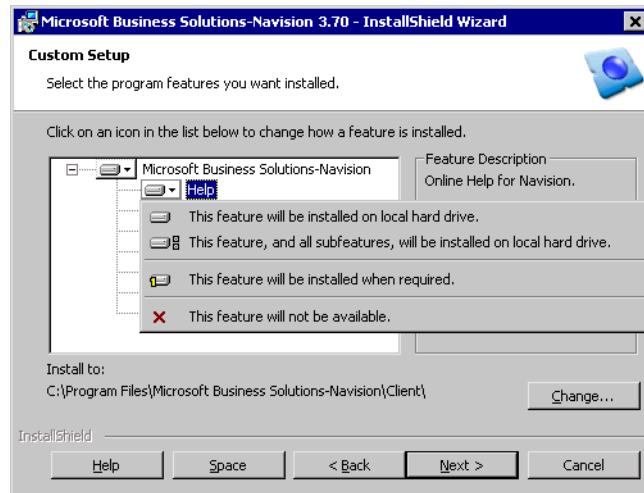 Microsoft Business Solutions-Navision 3.70 - InstallShield Wizard
Custom Setup
Select the program features you want installed.
Click on an icon in the list below to change how a feature is installed.
Microsoft Business Solutions-Navision
Help
Feature Description
Online Help for Navision.
This feature will be installed on local hard drive.
This feature, and all subfeatures, will be installed on local hard drive.
This feature will be installed when required.
This feature will not be available.
Install to:
C:\Program Files\Microsoft Business Solutions-Navision\Client\
Change...
InstallShield
Help
Space
< Back
Next >
Cancel